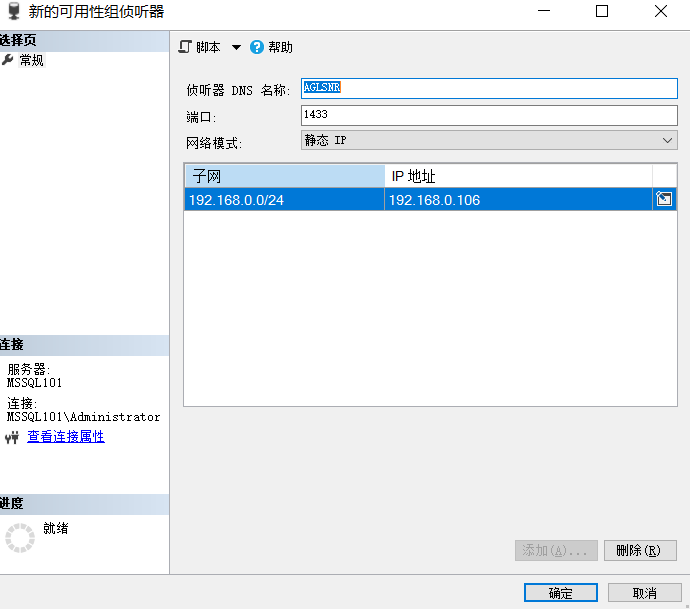 新的可用性组侦听器
选择页
常规
脚本 帮助
侦听器 DNS 名称: AGLSNR
端口: 1433
网络模式: 静态 IP
子网 IP 地址
192.168.0.0/24 192.168.0.106
连接
服务器:
MSSQL101
连接:
MSSQL101\Administrator
查看连接属性
进度
就绪
添加(A)... 删除(R)
确定 取消